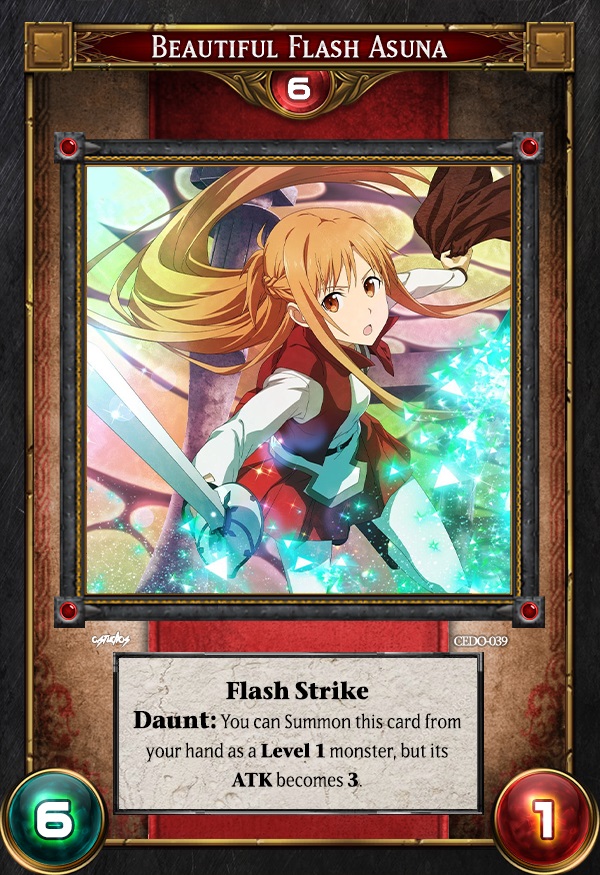 Beautiful Flash Asuna
6
CSTUDIOS
CEDO-039
Flash Strike
Daunt: You can Summon this card from
your hand as a Level 1 monster, but its
ATK becomes 3.
6
1